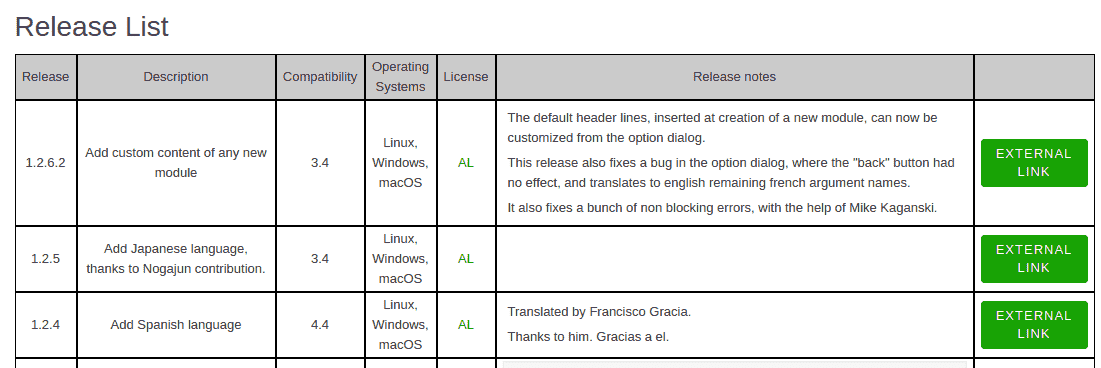 Release List
Release Description Compatibility Operating Systems License Release notes
1.2.6.2
Add custom content of any new
module
3.4
Linux,
Windows,
macOS
AL
The default header lines, inserted at creation of a new module, can now be
customized from the option dialog.
This release also fixes a bug in the option dialog, where the "back" button had
no effect, and translates to english remaining french argument names.
It also fixes a bunch of non blocking errors, with the help of Mike Kaganski.
EXTERNAL
LINK
1.2.5
Add Japanese language,
thanks to Nogajun contribution.
3.4
Linux,
Windows,
macOS
AL
EXTERNAL
LINK
1.2.4
Add Spanish language
4.4
Linux,
Windows,
macOS
AL
Translated by Francisco Gracia.
Thanks to him. Gracias a el.
EXTERNAL
LINK